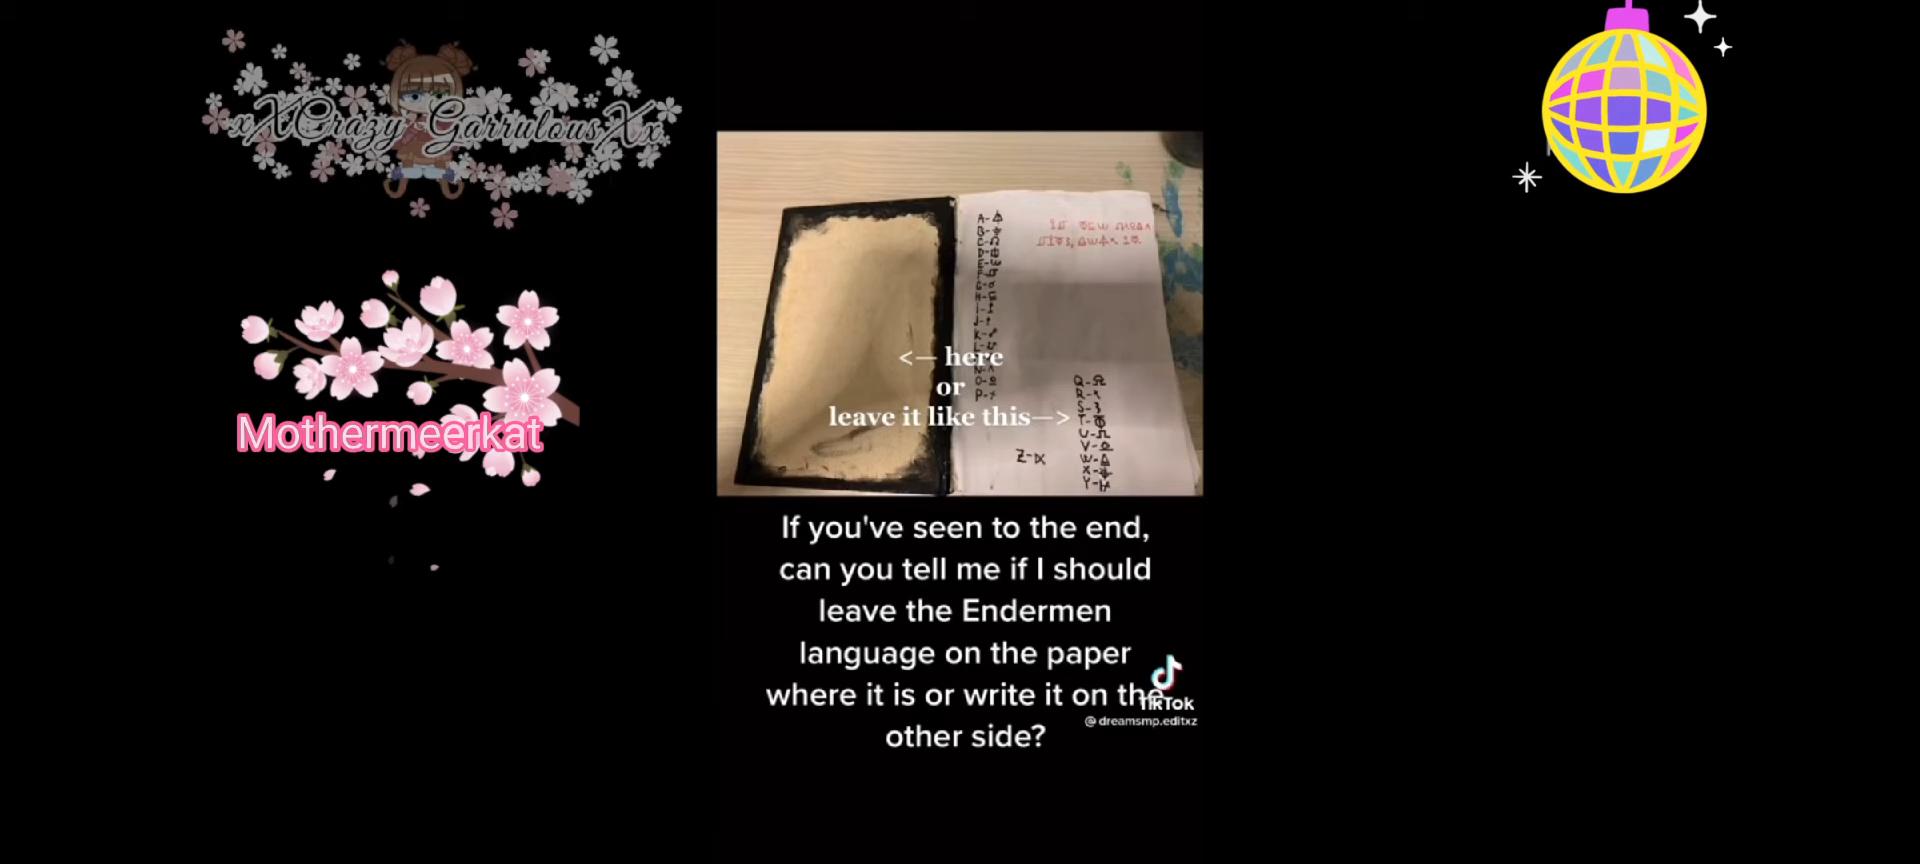 xXCrazy GarrulousXx
Mothermeerkat
A-
B-
C-
D-
E-
F-
G-
H-
I-
J-
K-
N-
O-
P-
Q-Ω
R-
S-
T-
U-
V-
W-Δ
X-
Y-
Z-
<— here
or
leave it like this—>
If you've seen to the end,
can you tell me if I should
leave the Endermen
language on the paper
where it is or write it on the
other side?
TikTok
@dreamsmp.editxz